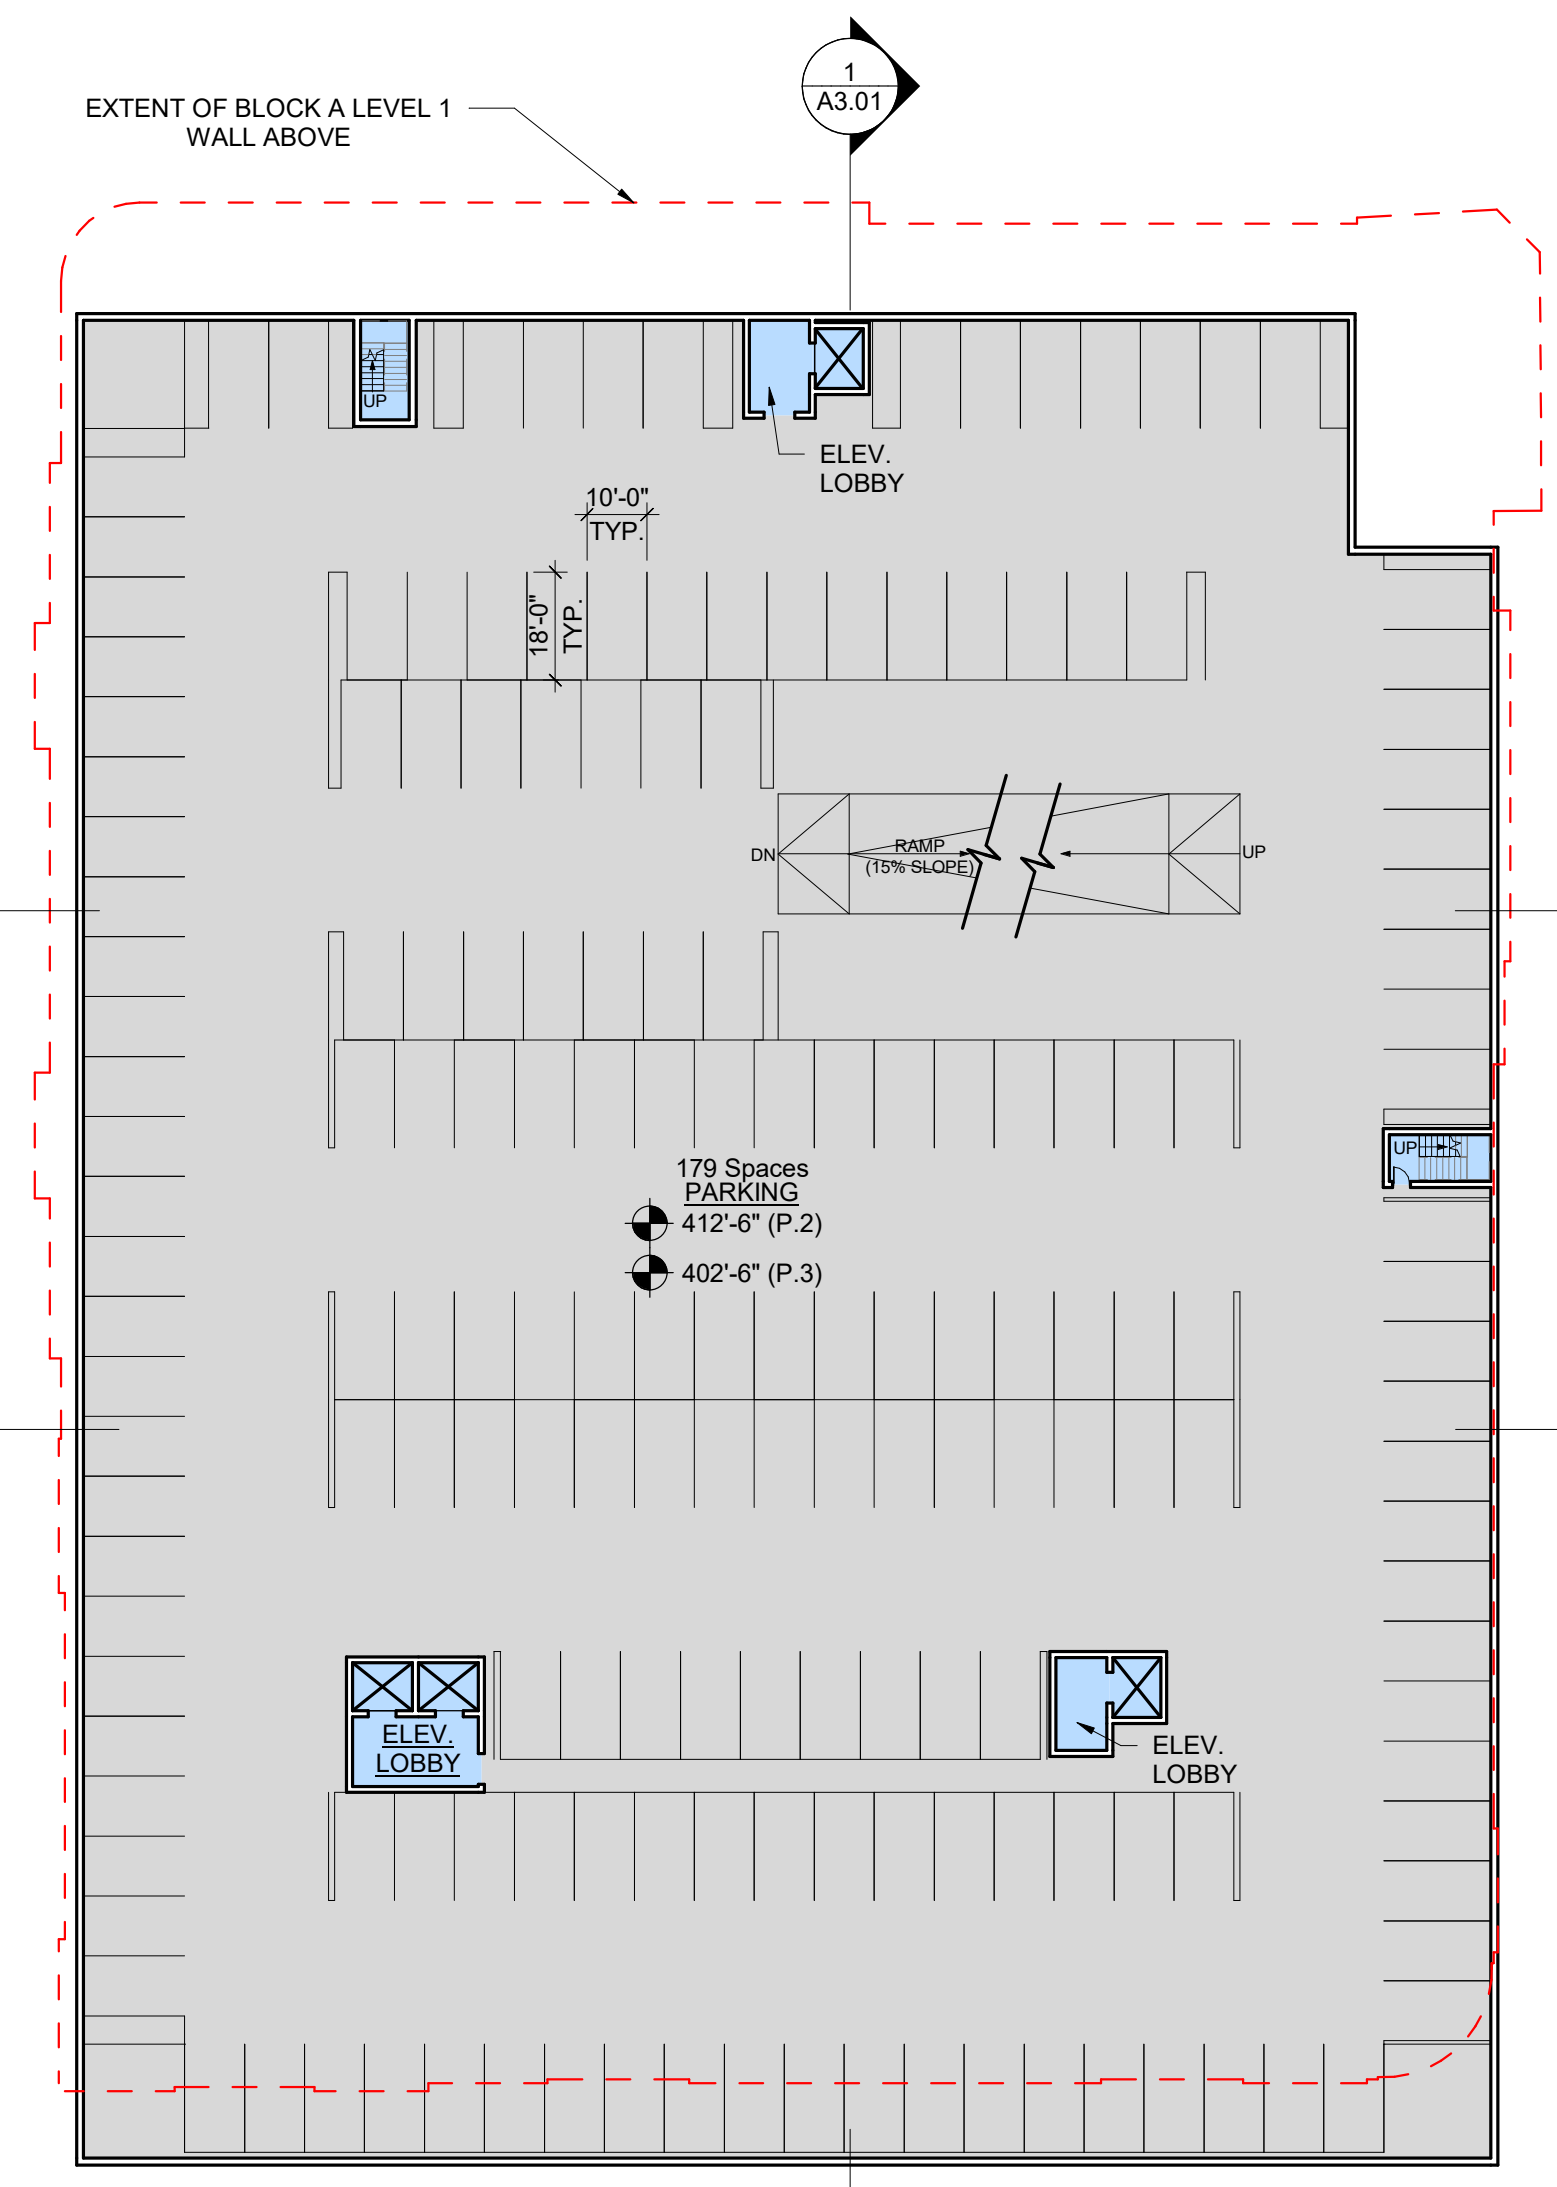 1
A3.01
EXTENT OF BLOCK A LEVEL 1
WALL ABOVE
UP
ELEV.
LOBBY
10'-0"
TYP.
18'-0"
TYP.
DN
RAMP
(15% SLOPE)
UP
UP
179 Spaces
PARKING
412'-6" (P.2)
402'-6" (P.3)
ELEV.
LOBBY
ELEV.
LOBBY